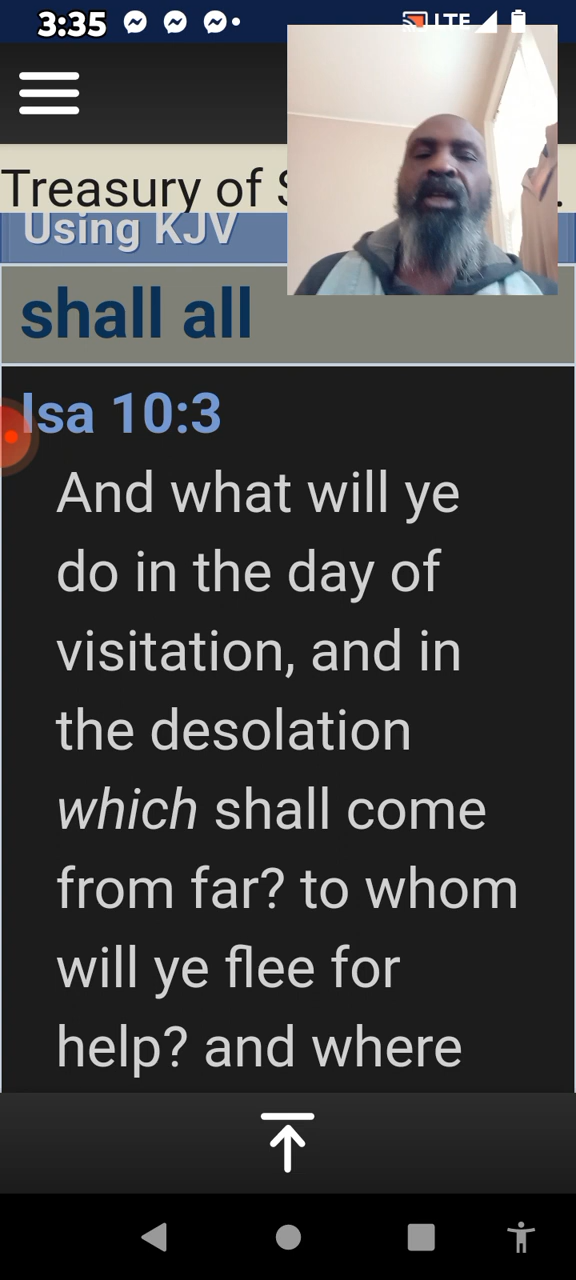 3:35
LTE
Treasury of S
Using KJV
shall all
Isa 10:3
And what will ye
do in the day of
visitation, and in
the desolation
which shall come
from far? to whom
will ye flee for
help? and where